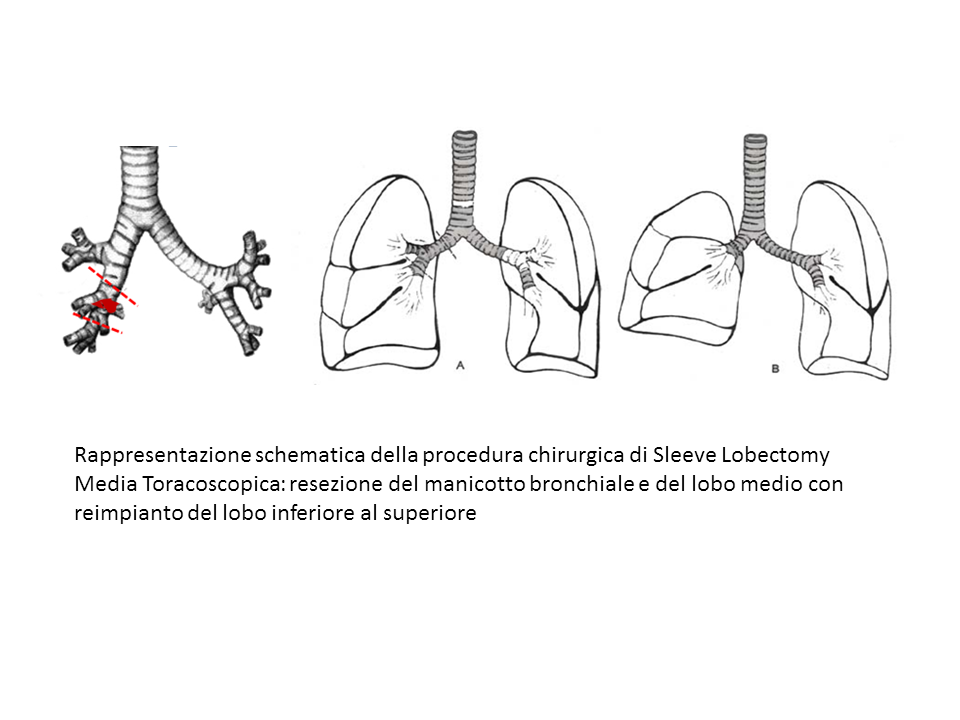 A
B
Rappresentazione schematica della procedura chirurgica di Sleeve Lobectomy
Media Toracoscopica: resezione del manicotto bronchiale e del lobo medio con
reimpianto del lobo inferiore al superiore